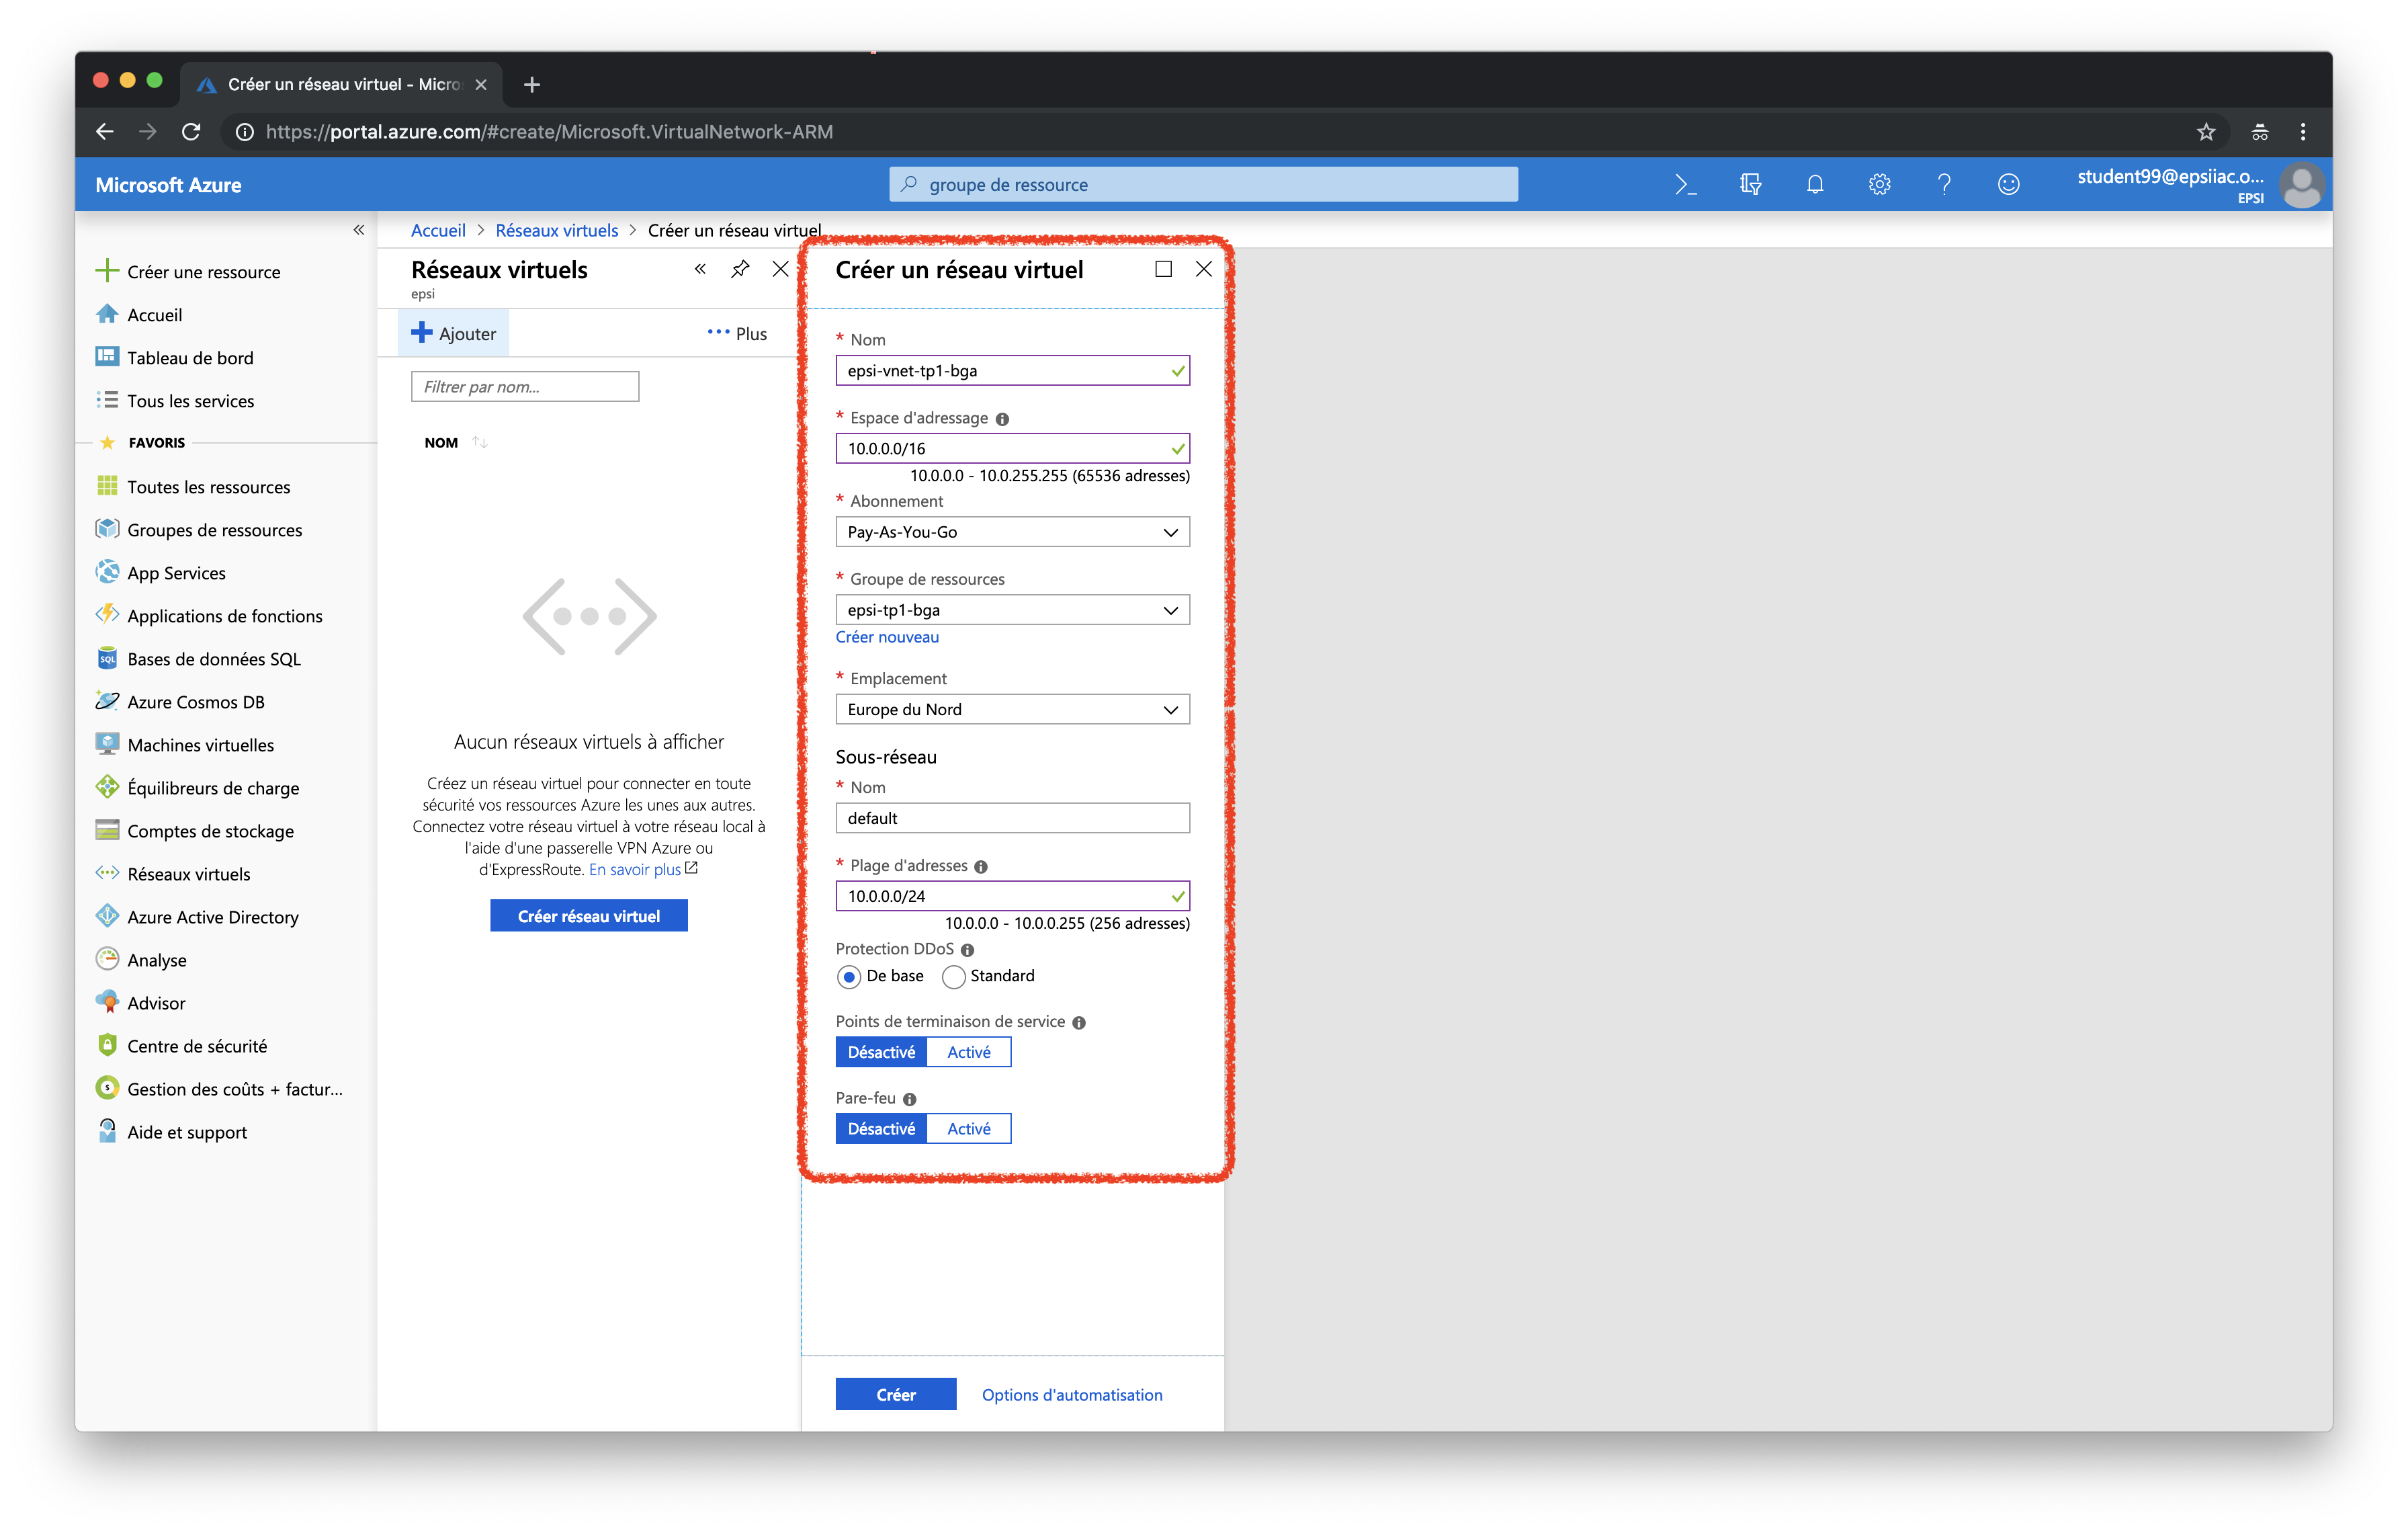 Créer un réseau virtuel - Micro
https://portal.azure.com/#create/Microsoft.VirtualNetwork-ARM
Microsoft Azure
groupe de ressource
student99@epsiiac.o...
EPSI
Accueil > Réseaux virtuels > Créer un réseau virtuel
Créer une ressource
Accueil
Tableau de bord
Tous les services
FAVORIS
Toutes les ressources
Groupes de ressources
App Services
Applications de fonctions
SQL
Bases de données SQL
Azure Cosmos DB
Machines virtuelles
Équilibreurs de charge
Comptes de stockage
Réseaux virtuels
Azure Active Directory
Analyse
Advisor
Centre de sécurité
Gestion des coûts + factur...
Aide et support
Réseaux virtuels
epsi
Ajouter
Plus
Filtrer par nom...
NOM
Aucun réseaux virtuels à afficher
Créez un réseau virtuel pour connecter en toute
sécurité vos ressources Azure les unes aux autres.
Connectez votre réseau virtuel à votre réseau local à
l'aide d'une passerelle VPN Azure ou
d'ExpressRoute. En savoir plus
Créer réseau virtuel
Créer un réseau virtuel
* Nom
epsi-vnet-tp1-bga
* Espace d'adressage
10.0.0.0/16
10.0.0.0 - 10.0.255.255 (65536 adresses)
* Abonnement
Pay-As-You-Go
* Groupe de ressources
epsi-tp1-bga
Créer nouveau
* Emplacement
Europe du Nord
Sous-réseau
* Nom
default
* Plage d'adresses
10.0.0.0/24
10.0.0.0 - 10.0.0.255 (256 adresses)
Protection DDoS
De base Standard
Points de terminaison de service
Désactivé Activé
Pare-feu
Désactivé Activé
Créer Options d'automatisation